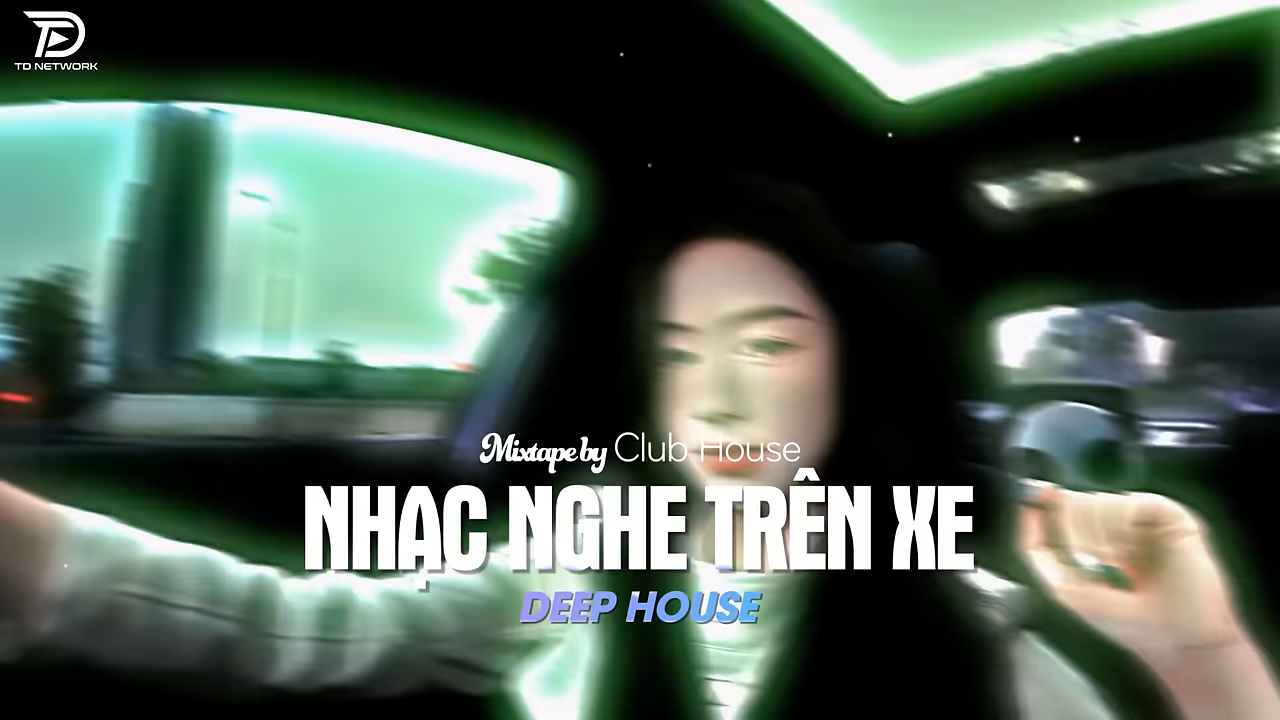 TD NETWORK
Mixtape by Club House
NHẠC NGHE TRÊN XE
DEEP HOUSE